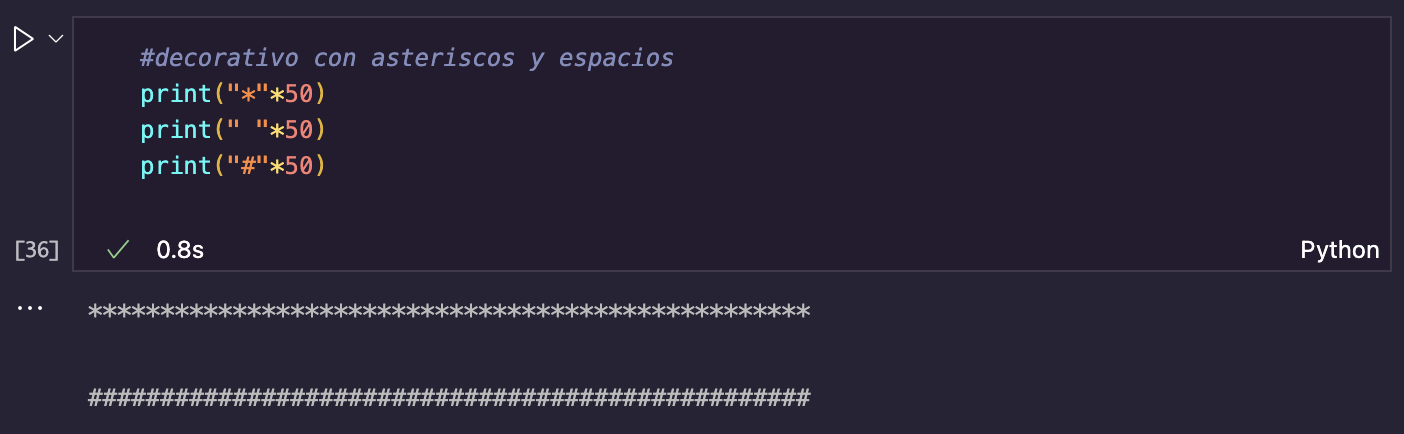 #decorativo con asteriscos y espacios
print("*"*50)
print(" "*50)
print("#"*50)
[36]
0.8s
Python
...
**************************************************
##################################################